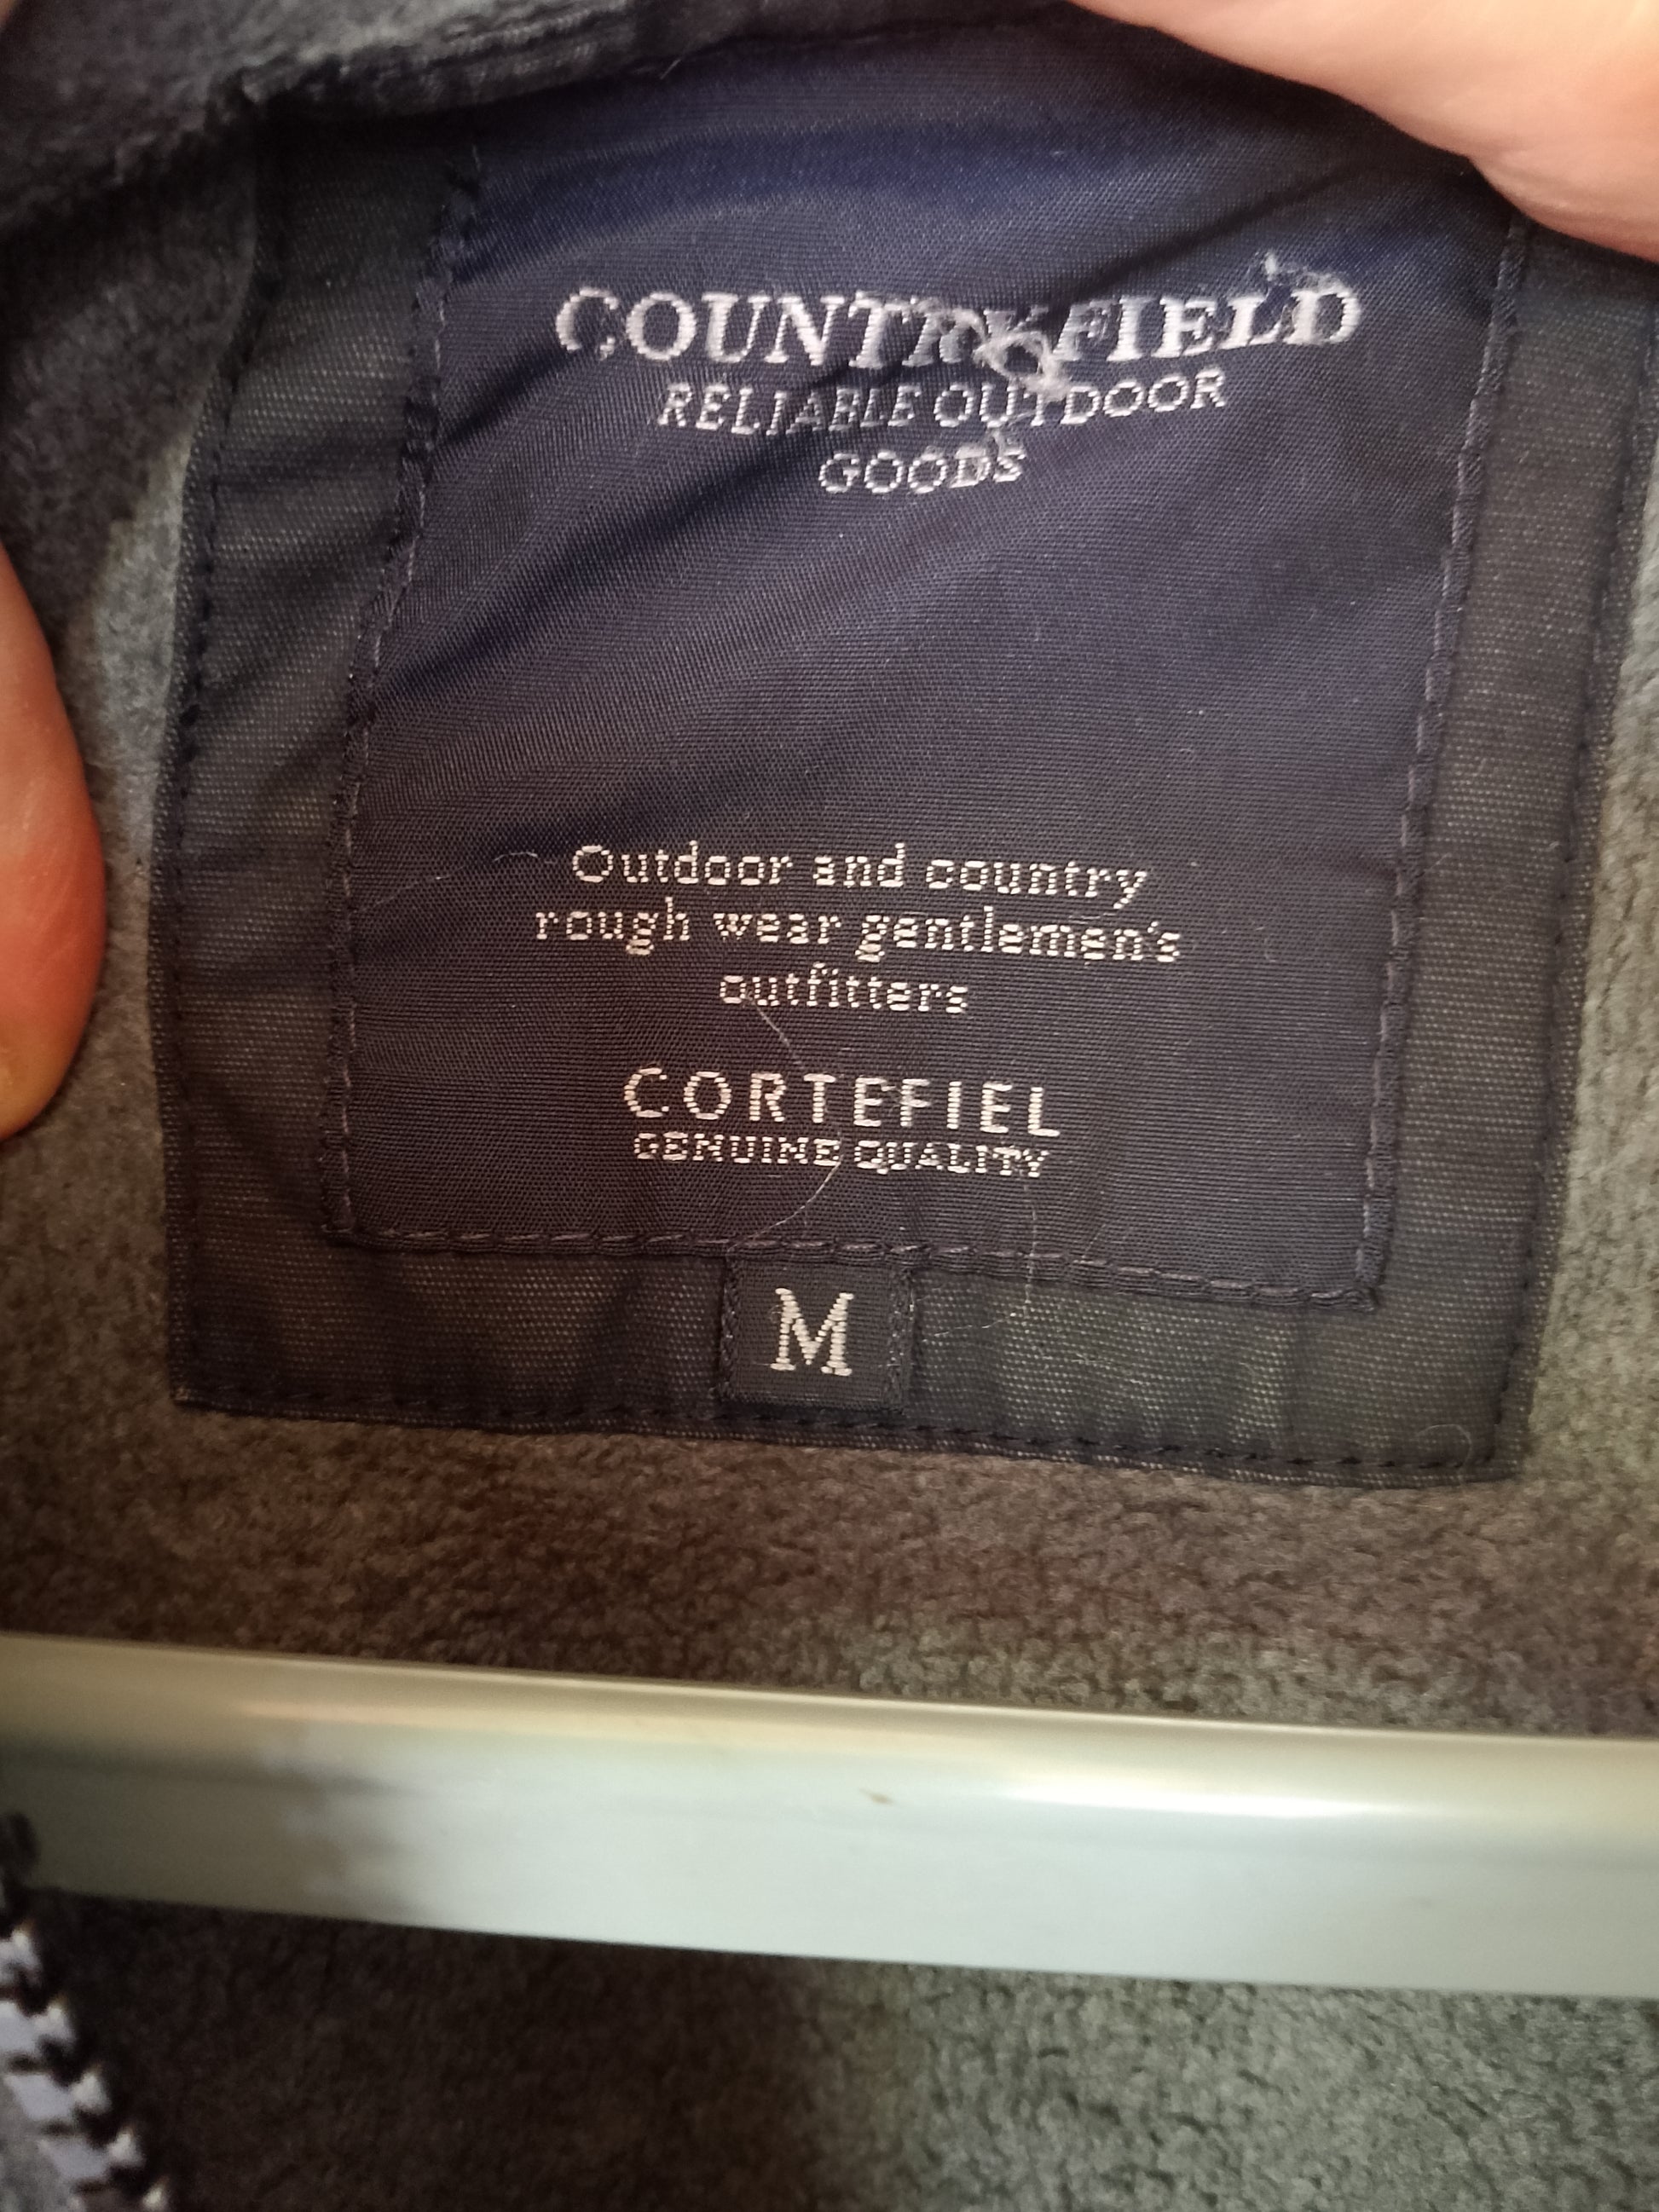 COUNTRYFIELD
RELIABLE OUTDOOR
GOODS
Outdoor and country
rough wear gentlemen's
outfitters
CORTEFIEL
GENUINE QUALITY
M